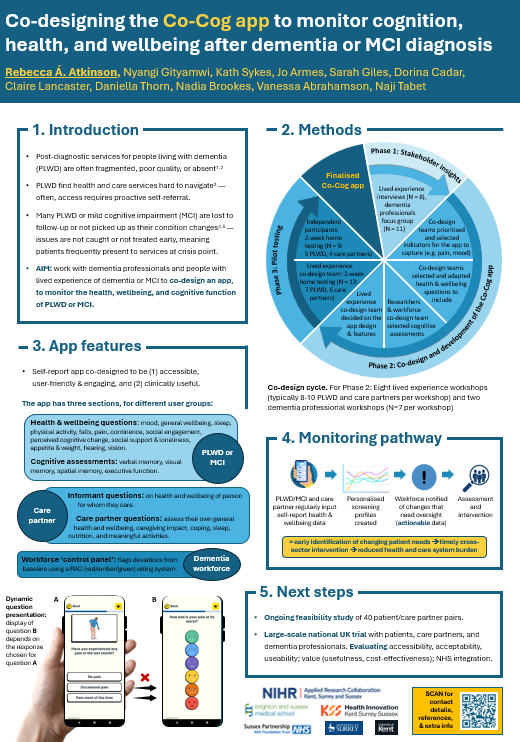 Co-designing the Co-Cog app to monitor cognition,
health, and wellbeing after dementia or MCI diagnosis
Rebecca Á. Atkinson, Nyangi Gityamwi, Kath Sykes, Jo Armes, Sarah Giles, Dorina Cadar,
Claire Lancaster, Daniella Thorn, Nadia Brookes, Vanessa Abrahamson, Naji Tabet
1. Introduction
• Post-diagnostic services for people living with dementia
(PLWD) are often fragmented, poor quality, or absent¹,²
• PLWD find health and care services hard to navigate³ —
often, access requires proactive self-referral.
• Many PLWD or mild cognitive impairment (MCI) are lost to
follow-up or not picked up as their condition changes⁴,⁵ —
issues are not caught or treated early, meaning
patients frequently present to services at crisis point.
• AIM: work with dementia professionals and people with
lived experience of dementia or MCI to co-design an app,
to monitor the health, wellbeing, and cognitive function
of PLWD or MCI.
2. Methods
Phase 1: Stakeholder insights
Finalised
Co-Cog app
Lived experience
interviews (N = 8),
dementia
professionals
focus group
(N = 11)
Co-design
teams prioritised
and selected
indicators for the app to
capture (e.g. pain, mood)
Co-design teams
selected and adapted
health & wellbeing
questions to
include
Researchers
& workforce
co-design team
selected cognitive
assessments
Lived
experience
co-design team
decided on the
app design
& features
Lived experience
co-design team: 2-week
home testing (N = 13:
7 PLWD, 6 care
partners)
Independent
participants:
2-week home
testing (N = 9:
5 PLWD, 4 care partners)
Phase 3: Pilot testing
Phase 2: Co-design and development of the Co-Cog app
Co-design cycle. For Phase 2: Eight lived experience workshops
(typically 8-10 PLWD and care partners per workshop) and two
dementia professional workshops (N=7 per workshop)
3. App features
• Self-report app co-designed to be (1) accessible,
user-friendly & engaging, and (2) clinically useful.
The app has three sections, for different user groups:
Health & wellbeing questions: mood, general wellbeing, sleep,
physical activity, falls, pain, continence, social engagement,
perceived cognitive change, social support & loneliness,
appetite & weight, hearing, vision.
Cognitive assessments: verbal memory, visual
memory, spatial memory, executive function.
PLWD or
MCI
Care
partner
Informant questions: on health and wellbeing of person
for whom they care.
Care partner questions: assess their own general
health and wellbeing, caregiving impact, coping, sleep,
nutrition, and meaningful activities.
Workforce 'control panel': flags deviations from
baseline using a RAG (red/amber/green) rating system.
Dementia
workforce
Dynamic
question
presentation:
display of
question B
depends on
the response
chosen for
question A
A
Back
Have you experienced any
pain in the last month?
No pain
Occasional pain
Pain most of the time
B
Back
How bad is your pain at its
worst?
4. Monitoring pathway
PLWD/MCI and care
partner regularly input
self-report health &
wellbeing data
Personalised
screening
profiles
created
Workforce notified
of changes that
need oversight
(actionable data)
Assessment
and
intervention
= early identification of changing patient needs → timely cross-
sector intervention → reduced health and care system burden
5. Next steps
• Ongoing feasibility study of 40 patient/care partner pairs.
• Large-scale national UK trial with patients, care partners, and
dementia professionals. Evaluating accessibility, acceptability,
useability; value (usefulness, cost-effectiveness); NHS integration.
NIHR Applied Research Collaboration
Kent, Surrey and Sussex
brighton and sussex
medical school
Health Innovation
Kent Surrey Sussex
Sussex Partnership
NHS Foundation Trust
NHS
SURREY
University of
Kent
SCAN for
contact
details,
references,
& extra info